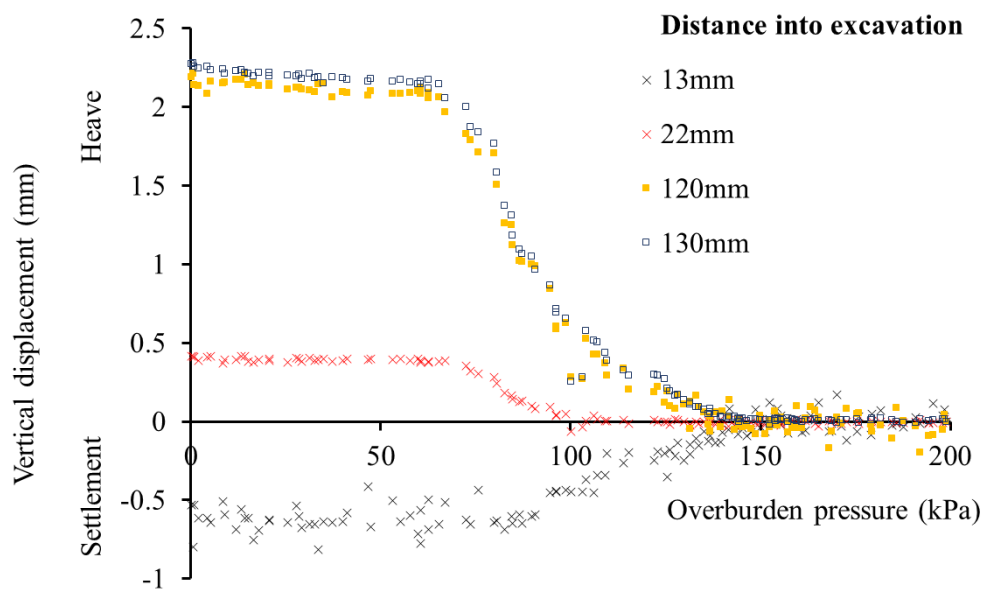 Distance into excavation
13mm
22mm
120mm
130mm
Vertical displacement (mm)
Heave
Settlement
2.5
2
1.5
1
0.5
0
-0.5
-1
0
50
100
150
200
Overburden pressure (kPa)